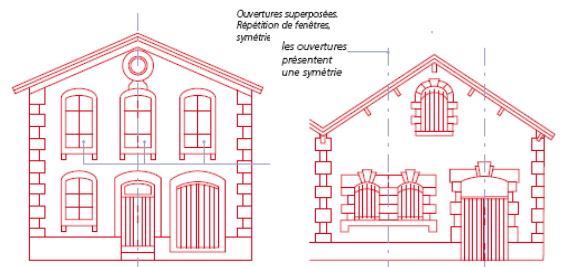 Ouvertures superposées.
Répétition de fenêtres,
symétrie
les ouvertures
présentent
une symétrie